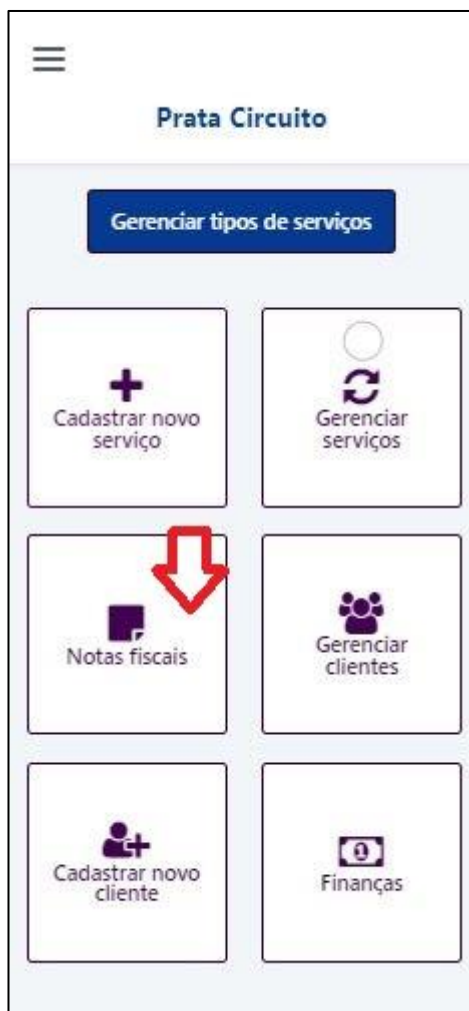 Prata Circuito
Gerenciar tipos de serviços
Cadastrar novo
serviço
Gerenciar
serviços
Notas fiscais
Gerenciar
clientes
Cadastrar novo
cliente
Finanças